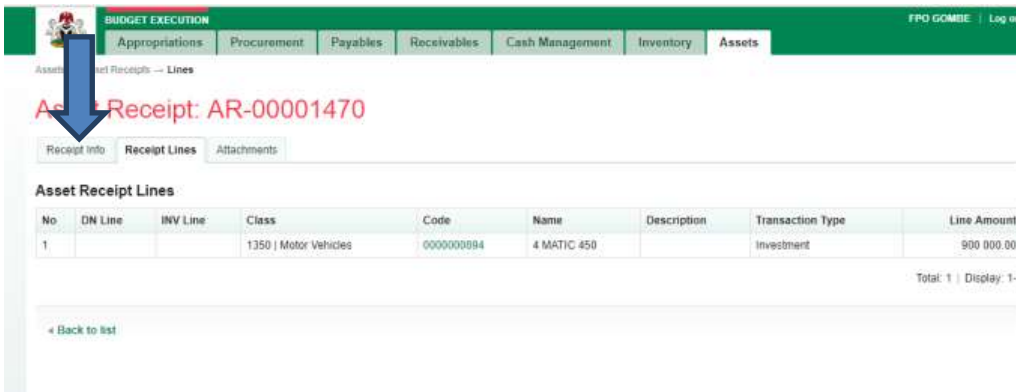 BUDGET EXECUTION FPO GOMBE | Log
Appropriations Procurement Payables Receivables Cash Management Inventory Assets
Receipts → Lines
Receipt: AR-00001470
Receipt Info Receipt Lines Attachments
Asset Receipt Lines
No DN Line INV Line Class Code Name Description Transaction Type Line Amount
1 1350 | Motor Vehicles 0000000894 4 MATIC 450 Investment 900 000.00
Total: 1 | Display: 1-
« Back to list